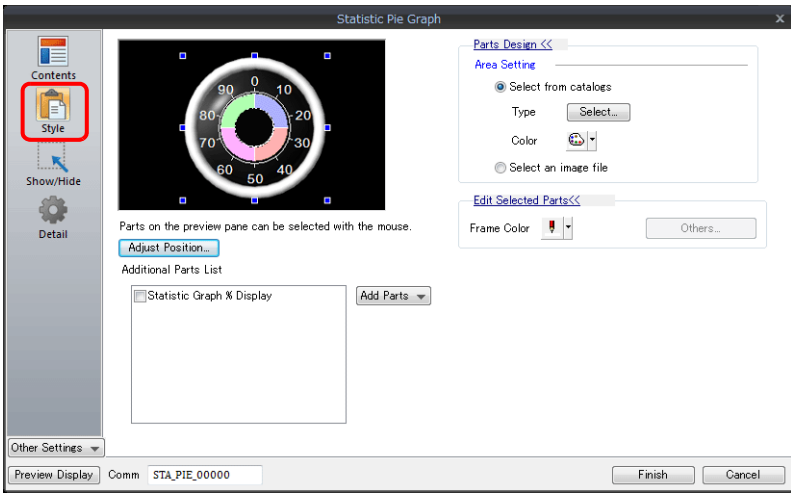 Statistic Pie Graph
x
Contents
Style
Show/Hide
Detail
Other Settings
90 0 10
80 20
70 30
60 50 40
Parts on the preview pane can be selected with the mouse.
Adjust Position...
Additional Parts List
Statistic Graph % Display
Add Parts
Parts Design <<
Area Setting
Select from catalogs
Type Select...
Color
Select an image file
Edit Selected Parts<<
Frame Color Others...
Preview Display Comm STA_PIE_00000 Finish Cancel